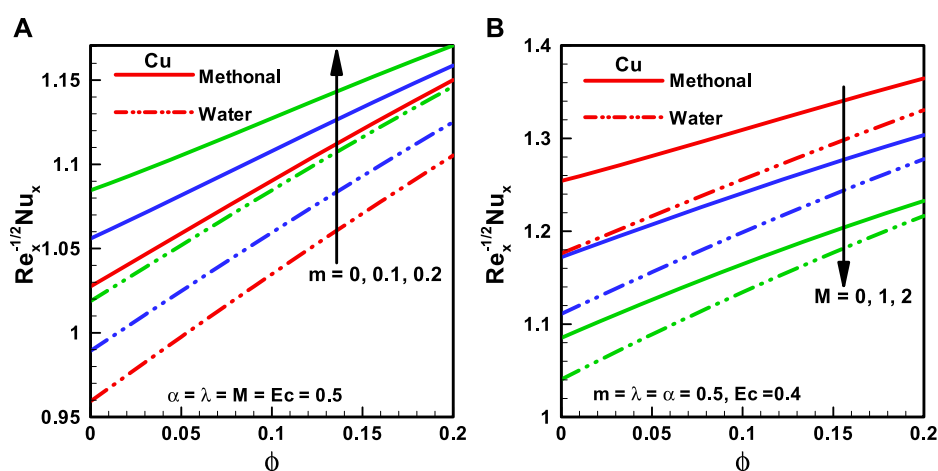 A
Cu
Methonal
Water
m = 0, 0.1, 0.2
α = λ = M = Ec = 0.5
Re_x^{-1/2}Nu_x
1.15
1.1
1.05
1
0.95
0
0.05
0.1
0.15
0.2
ϕ
B
Cu
Methonal
Water
M = 0, 1, 2
m = λ = α = 0.5, Ec =0.4
Re_x^{-1/2}Nu_x
1.4
1.3
1.2
1.1
1
0
0.05
0.1
0.15
0.2
ϕ